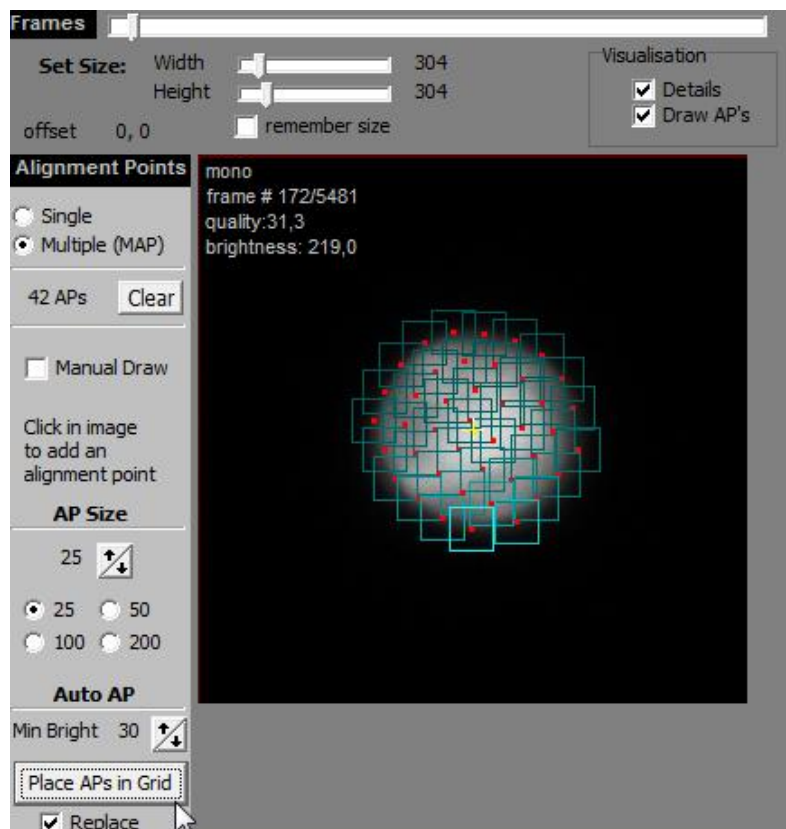 Frames
Set Size: Width 304
Height 304
offset 0, 0 remember size
Visualisation
Details
Draw AP's
Alignment Points
Single
Multiple (MAP)
42 APs Clear
Manual Draw
Click in image
to add an
alignment point
AP Size
25
25 50
100 200
Auto AP
Min Bright 30
Place APs in Grid
Replace
mono
frame # 172/5481
quality:31,3
brightness: 219,0